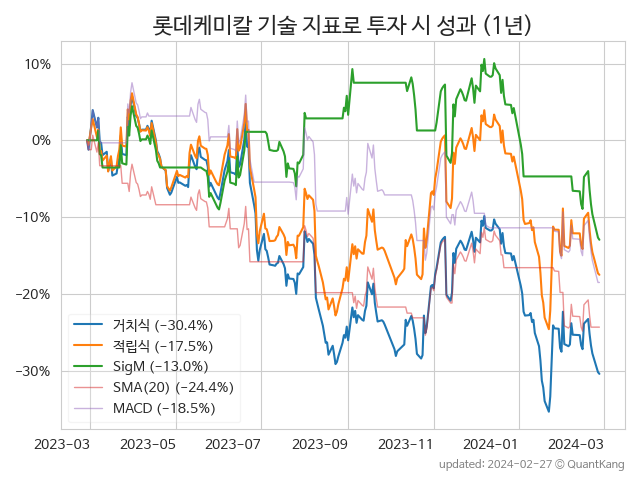 롯데케미칼 기술 지표로 투자 시 성과 (1년)
10%
0%
−10%
−20%
−30%
거치식 (−30.4%)
적립식 (−17.5%)
SigM (−13.0%)
SMA(20) (−24.4%)
MACD (−18.5%)
2023-03 2023-05 2023-07 2023-09 2023-11 2024-01 2024-03
updated: 2024-02-27 © QuantKang